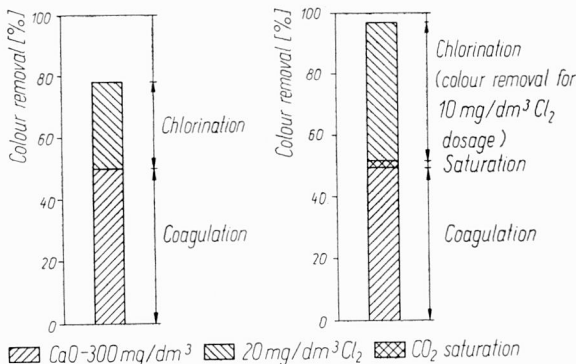 Colour removal [%]
100
80
60
40
20
0
Chlorination
Coagulation
Colour removal [%]
100
80
60
40
20
0
Chlorination
(colour removal for
10 mg/dm³ Cl₂
dosage)
Saturation
Coagulation
CaO-300 mg/dm³
20 mg/dm³ Cl₂
CO₂ saturation